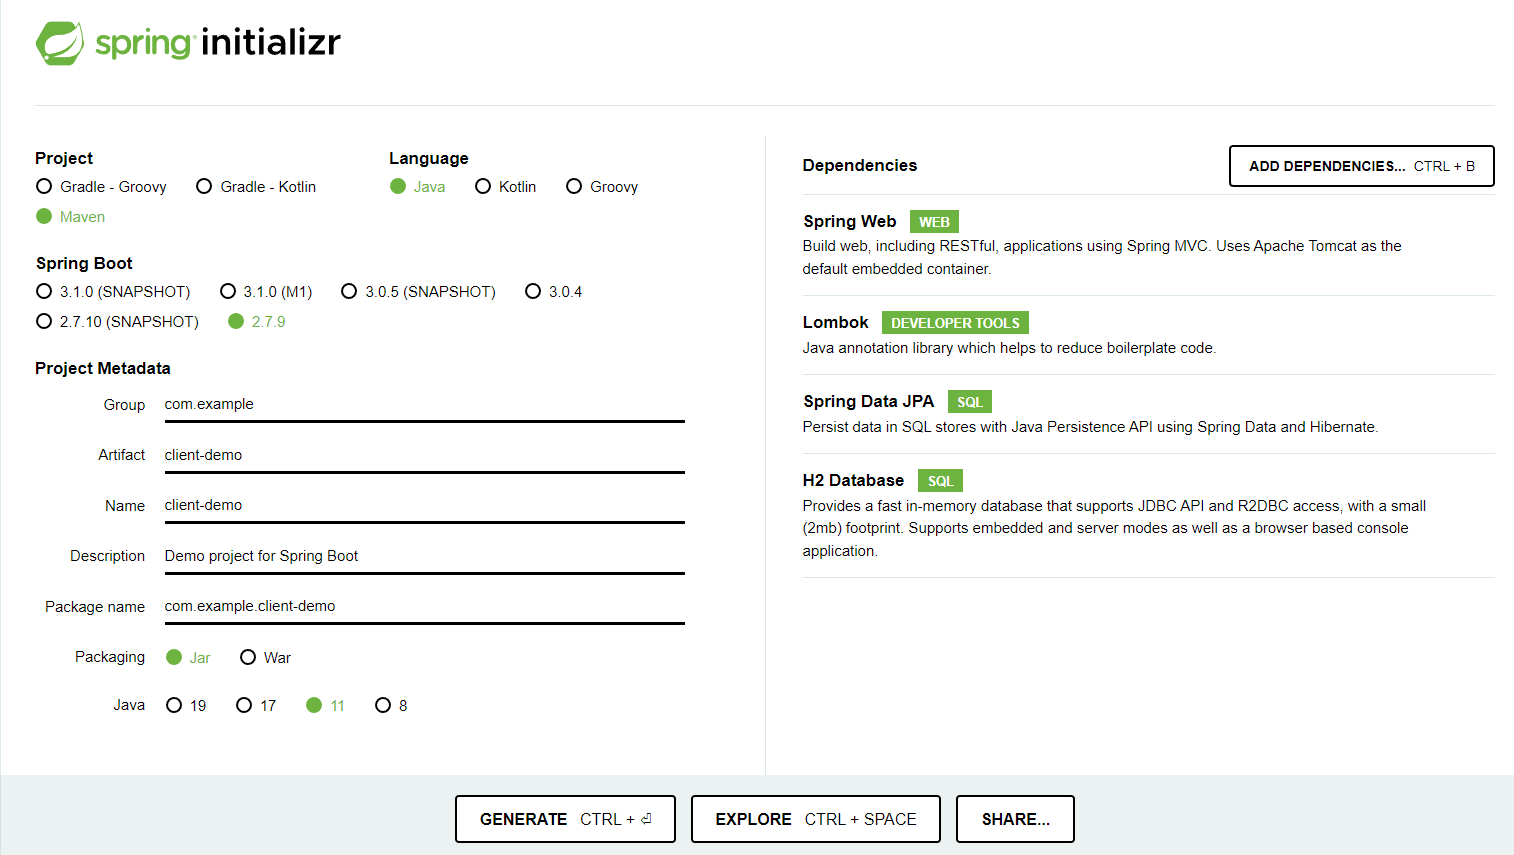 spring initializr
Project
Gradle - Groovy Gradle - Kotlin
Maven
Language
Java Kotlin Groovy
Spring Boot
3.1.0 (SNAPSHOT) 3.1.0 (M1) 3.0.5 (SNAPSHOT) 3.0.4
2.7.10 (SNAPSHOT) 2.7.9
Project Metadata
Group com.example
Artifact client-demo
Name client-demo
Description Demo project for Spring Boot
Package name com.example.client-demo
Packaging Jar War
Java 19 17 11 8
Dependencies ADD DEPENDENCIES... CTRL + B
Spring Web WEB
Build web, including RESTful, applications using Spring MVC. Uses Apache Tomcat as the
default embedded container.
Lombok DEVELOPER TOOLS
Java annotation library which helps to reduce boilerplate code.
Spring Data JPA SQL
Persist data in SQL stores with Java Persistence API using Spring Data and Hibernate.
H2 Database SQL
Provides a fast in-memory database that supports JDBC API and R2DBC access, with a small
(2mb) footprint. Supports embedded and server modes as well as a browser based console
application.
GENERATE CTRL + ⏎ EXPLORE CTRL + SPACE SHARE...